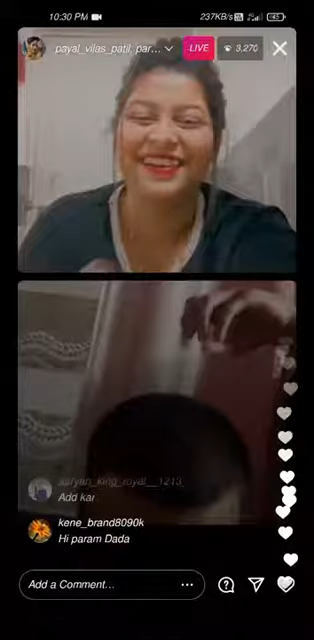 10:30 PM
237KB/s
45
payal_vilas_patil, par...
LIVE
3,270
Add kar
kene_brand8090k
Hi param Dada
Add a Comment...